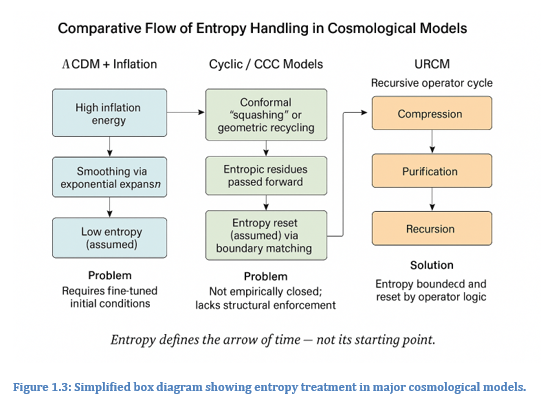 Comparative Flow of Entropy Handling in Cosmological Models
ΛCDM + Inflation
High inflation
energy
Smoothing via
exponential expansn
Low entropy
(assumed)
Problem
Requires fine-tuned
initial conditions
Cyclic / CCC Models
Conformal
“squashing” or
geometric recycling
Entropic residues
passed forward
Entropy reset
(assumed) via
boundary matching
Problem
Not empirically closed;
lacks structural enforcement
URCM
Recursive operator cycle
Compression
Purification
Recursion
Solution
Entropy boundecd and
reset by operator logic
Entropy defines the arrow of time — not its starting point.
Figure 1.3: Simplified box diagram showing entropy treatment in major cosmological models.